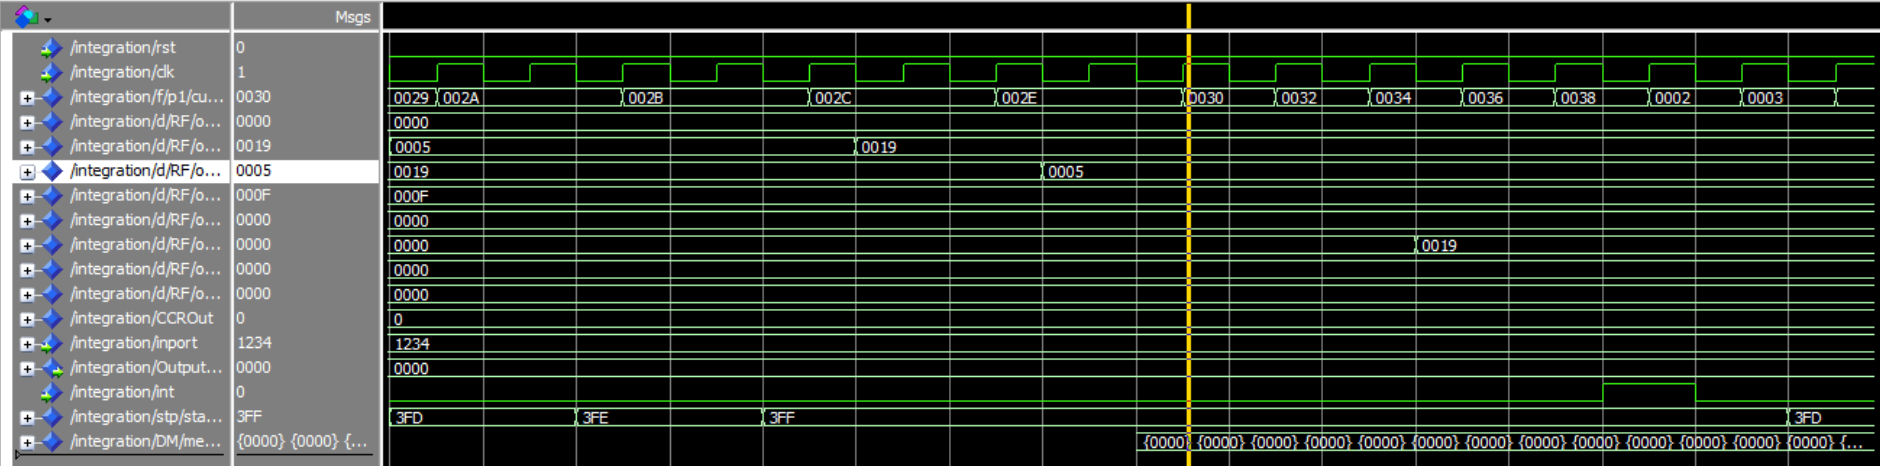 Msgs
/integration/rst 0
/integration/clk 1
/integration/f/p1/cu... 0030 0029 002A 002B 002C 002E 0030 0032 0034 0036 0038 0002 0003
/integration/d/RF/o... 0000 0000
/integration/d/RF/o... 0019 0005 0019
/integration/d/RF/o... 0005 0019 0005
/integration/d/RF/o... 000F 000F
/integration/d/RF/o... 0000 0000
/integration/d/RF/o... 0000 0000 0019
/integration/d/RF/o... 0000 0000
/integration/d/RF/o... 0000 0000
/integration/CCROut 0 0
/integration/inport 1234 1234
/integration/Output... 0000 0000
/integration/int 0
/integration/stp/sta... 3FF 3FD 3FE 3FF 3FD
/integration/DM/me... {0000} {0000} {... {0000} {0000} {0000} {0000} {0000} {0000} {0000} {0000} {0000} {0000} {0000} {0000} {0000} {...